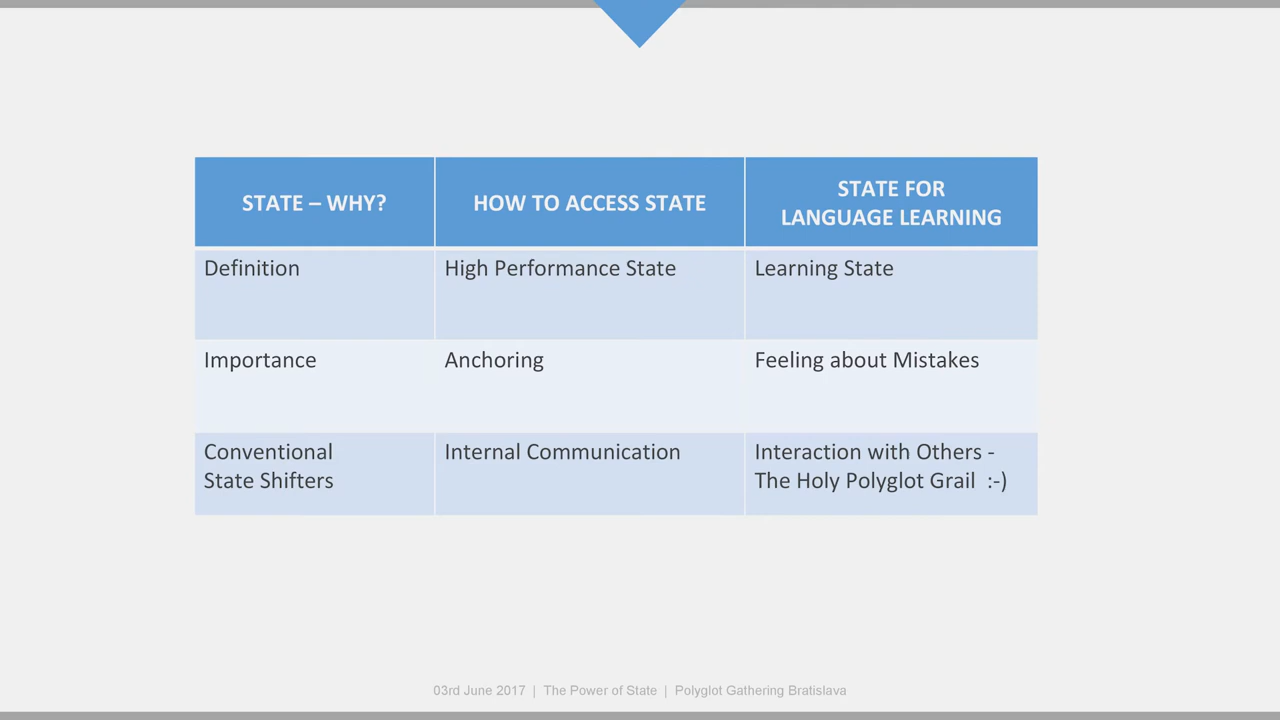 STATE – WHY?
HOW TO ACCESS STATE
STATE FOR
LANGUAGE LEARNING
Definition
High Performance State
Learning State
Importance
Anchoring
Feeling about Mistakes
Conventional
State Shifters
Internal Communication
Interaction with Others -
The Holy Polyglot Grail :-)
03rd June 2017 | The Power of State | Polyglot Gathering Bratislava